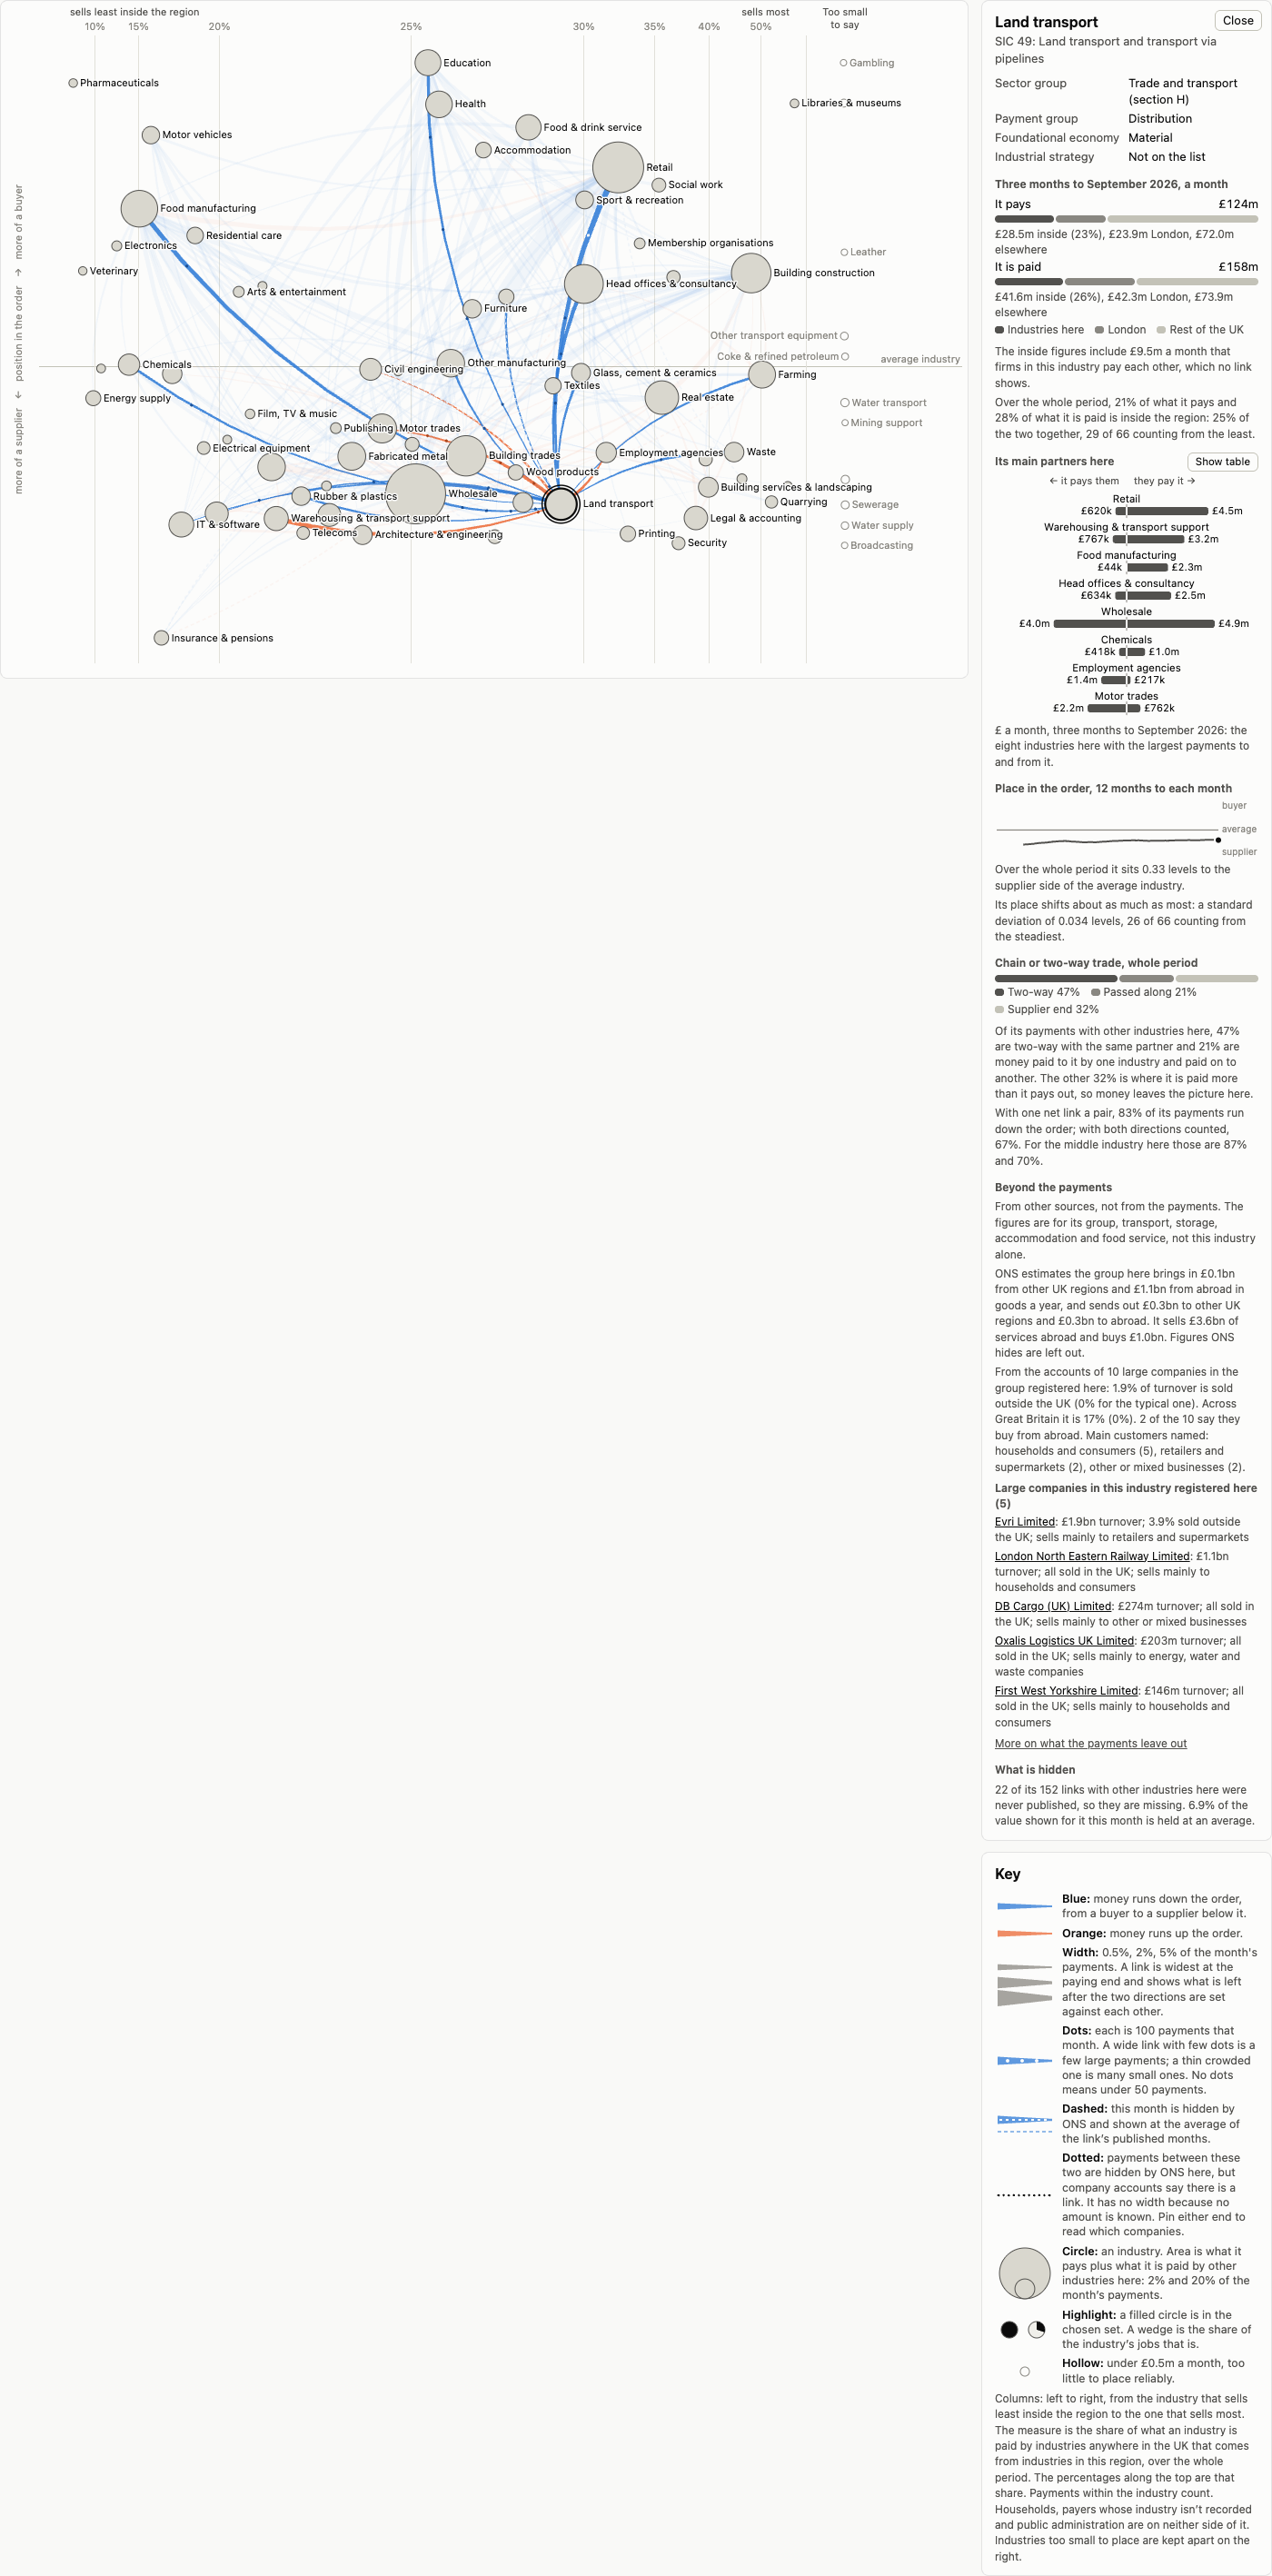 sells least inside the region
sells most
Too small
to say
10%
15%
20%
25%
30%
35%
40%
50%
more of a supplier ← position in the order → more of a buyer
Education
Gambling
Pharmaceuticals
Health
Libraries & museums
Motor vehicles
Food & drink service
Accommodation
Retail
Social work
Sport & recreation
Food manufacturing
Residential care
Electronics
Membership organisations
Leather
Veterinary
Building construction
Arts & entertainment
Head offices & consultancy
Furniture
Other transport equipment
Coke & refined petroleum
average industry
Chemicals
Other manufacturing
Civil engineering
Glass, cement & ceramics
Farming
Textiles
Energy supply
Real estate
Water transport
Film, TV & music
Publishing
Motor trades
Mining support
Electrical equipment
Fabricated metal
Building trades
Employment agencies
Waste
Wood products
Building services & landscaping
Rubber & plastics
Wholesale
Land transport
Quarrying
Sewerage
IT & software
Warehousing & transport support
Legal & accounting
Water supply
Telecoms
Architecture & engineering
Printing
Security
Broadcasting
Insurance & pensions
Land transport
Close
SIC 49: Land transport and transport via
pipelines
Sector group Trade and transport
(section H)
Payment group Distribution
Foundational economy Material
Industrial strategy Not on the list
Three months to September 2026, a month
It pays £124m
£28.5m inside (23%), £23.9m London, £72.0m
elsewhere
It is paid £158m
£41.6m inside (26%), £42.3m London, £73.9m
elsewhere
Industries here London Rest of the UK
The inside figures include £9.5m a month that
firms in this industry pay each other, which no link
shows.
Over the whole period, 21% of what it pays and
28% of what it is paid is inside the region: 25% of
the two together, 29 of 66 counting from the least.
Its main partners here
Show table
← it pays them they pay it →
Retail
£620k £4.5m
Warehousing & transport support
£767k £3.2m
Food manufacturing
£44k £2.3m
Head offices & consultancy
£634k £2.5m
Wholesale
£4.0m £4.9m
Chemicals
£418k £1.0m
Employment agencies
£1.4m £217k
Motor trades
£2.2m £762k
£ a month, three months to September 2026: the
eight industries here with the largest payments to
and from it.
Place in the order, 12 months to each month
buyer
average
supplier
Over the whole period it sits 0.33 levels to the
supplier side of the average industry.
Its place shifts about as much as most: a standard
deviation of 0.034 levels, 26 of 66 counting from
the steadiest.
Chain or two-way trade, whole period
Two-way 47% Passed along 21%
Supplier end 32%
Of its payments with other industries here, 47%
are two-way with the same partner and 21% are
money paid to it by one industry and paid on to
another. The other 32% is where it is paid more
than it pays out, so money leaves the picture here.
With one net link a pair, 83% of its payments run
down the order; with both directions counted,
67%. For the middle industry here those are 87%
and 70%.
Beyond the payments
From other sources, not from the payments. The
figures are for its group, transport, storage,
accommodation and food service, not this industry
alone.
ONS estimates the group here brings in £0.1bn
from other UK regions and £1.1bn from abroad in
goods a year, and sends out £0.3bn to other UK
regions and £0.3bn to abroad. It sells £3.6bn of
services abroad and buys £1.0bn. Figures ONS
hides are left out.
From the accounts of 10 large companies in the
group registered here: 1.9% of turnover is sold
outside the UK (0% for the typical one). Across
Great Britain it is 17% (0%). 2 of the 10 say they
buy from abroad. Main customers named:
households and consumers (5), retailers and
supermarkets (2), other or mixed businesses (2).
Large companies in this industry registered here
(5)
Evri Limited: £1.9bn turnover; 3.9% sold outside
the UK; sells mainly to retailers and supermarkets
London North Eastern Railway Limited: £1.1bn
turnover; all sold in the UK; sells mainly to
households and consumers
DB Cargo (UK) Limited: £274m turnover; all sold in
the UK; sells mainly to other or mixed businesses
Oxalis Logistics UK Limited: £203m turnover; all
sold in the UK; sells mainly to energy, water and
waste companies
First West Yorkshire Limited: £146m turnover; all
sold in the UK; sells mainly to households and
consumers
More on what the payments leave out
What is hidden
22 of its 152 links with other industries here were
never published, so they are missing. 6.9% of the
value shown for it this month is held at an average.
Key
Blue: money runs down the order,
from a buyer to a supplier below it.
Orange: money runs up the order.
Width: 0.5%, 2%, 5% of the month's
payments. A link is widest at the
paying end and shows what is left
after the two directions are set
against each other.
Dots: each is 100 payments that
month. A wide link with few dots is a
few large payments; a thin crowded
one is many small ones. No dots
means under 50 payments.
Dashed: this month is hidden by
ONS and shown at the average of
the link's published months.
Dotted: payments between these
two are hidden by ONS here, but
company accounts say there is a
link. It has no width because no
amount is known. Pin either end to
read which companies.
Circle: an industry. Area is what it
pays plus what it is paid by other
industries here: 2% and 20% of the
month's payments.
Highlight: a filled circle is in the
chosen set. A wedge is the share of
the industry's jobs that is.
Hollow: under £0.5m a month, too
little to place reliably.
Columns: left to right, from the industry that sells
least inside the region to the one that sells most.
The measure is the share of what an industry is
paid by industries anywhere in the UK that comes
from industries in this region, over the whole
period. The percentages along the top are that
share. Payments within the industry count.
Households, payers whose industry isn't recorded
and public administration are on neither side of it.
Industries too small to place are kept apart on the
right.